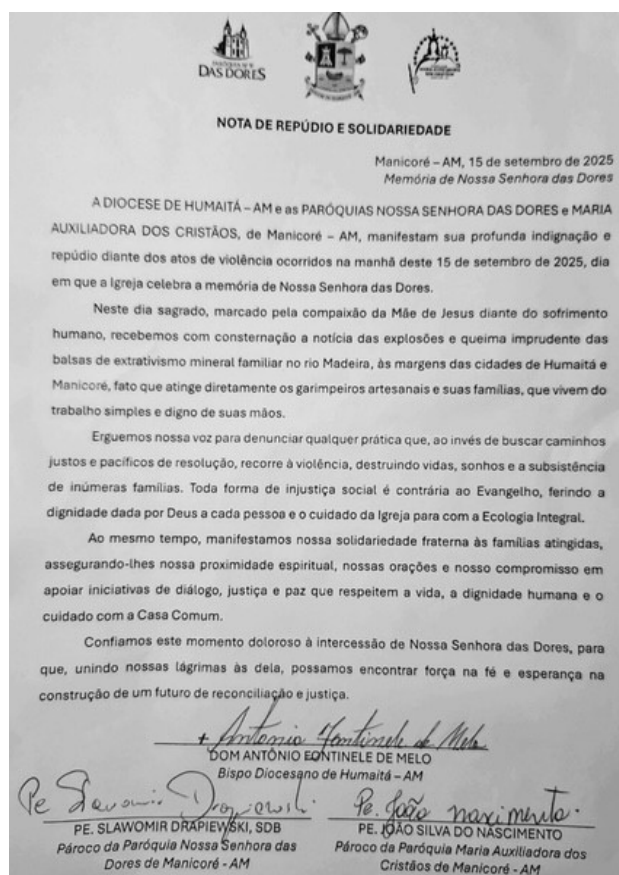 DAS DORES
NOTA DE REPÚDIO E SOLIDARIEDADE
Manicoré – AM, 15 de setembro de 2025
Memória de Nossa Senhora das Dores
A DIOCESE DE HUMAITÁ – AM e as PARÓQUIAS NOSSA SENHORA DAS DORES e MARIA
AUXILIADORA DOS CRISTÃOS, de Manicoré – AM, manifestam sua profunda indignação e
repúdio diante dos atos de violência ocorridos na manhã deste 15 de setembro de 2025, dia
em que a Igreja celebra a memória de Nossa Senhora das Dores.
Neste dia sagrado, marcado pela compaixão da Mãe de Jesus diante do sofrimento
humano, recebemos com consternação a notícia das explosões e queima imprudente das
balsas de extrativismo mineral familiar no rio Madeira, às margens das cidades de Humaitá e
Manicoré, fato que atinge diretamente os garimpeiros artesanais e suas famílias, que vivem do
trabalho simples e digno de suas mãos.
Erguemos nossa voz para denunciar qualquer prática que, ao invés de buscar caminhos
justos e pacíficos de resolução, recorre à violência, destruindo vidas, sonhos e a subsistência
de inúmeras famílias. Toda forma de injustiça social é contrária ao Evangelho, ferindo a
dignidade dada por Deus a cada pessoa e o cuidado da Igreja para com a Ecologia Integral.
Ao mesmo tempo, manifestamos nossa solidariedade fraterna às famílias atingidas,
assegurando-lhes nossa proximidade espiritual, nossas orações e nosso compromisso em
apoiar iniciativas de diálogo, justiça e paz que respeitem a vida, a dignidade humana e o
cuidado com a Casa Comum.
Confiamos este momento doloroso à intercessão de Nossa Senhora das Dores, para
que, unindo nossas lágrimas às dela, possamos encontrar força na fé e esperança na
construção de um futuro de reconciliação e justiça.
+ Antonio Fontinele de Melo
DOM ANTÔNIO FONTINELE DE MELO
Bispo Diocesano de Humaitá – AM
Pe Slawomir Drapiewski
PE. SLAWOMIR DRAPIEWSKI, SDB
Pároco da Paróquia Nossa Senhora das
Dores de Manicoré - AM
Pe. João nascimento.
PE. JOÃO SILVA DO NASCIMENTO
Pároco da Paróquia Maria Auxiliadora dos
Cristãos de Manicoré - AM